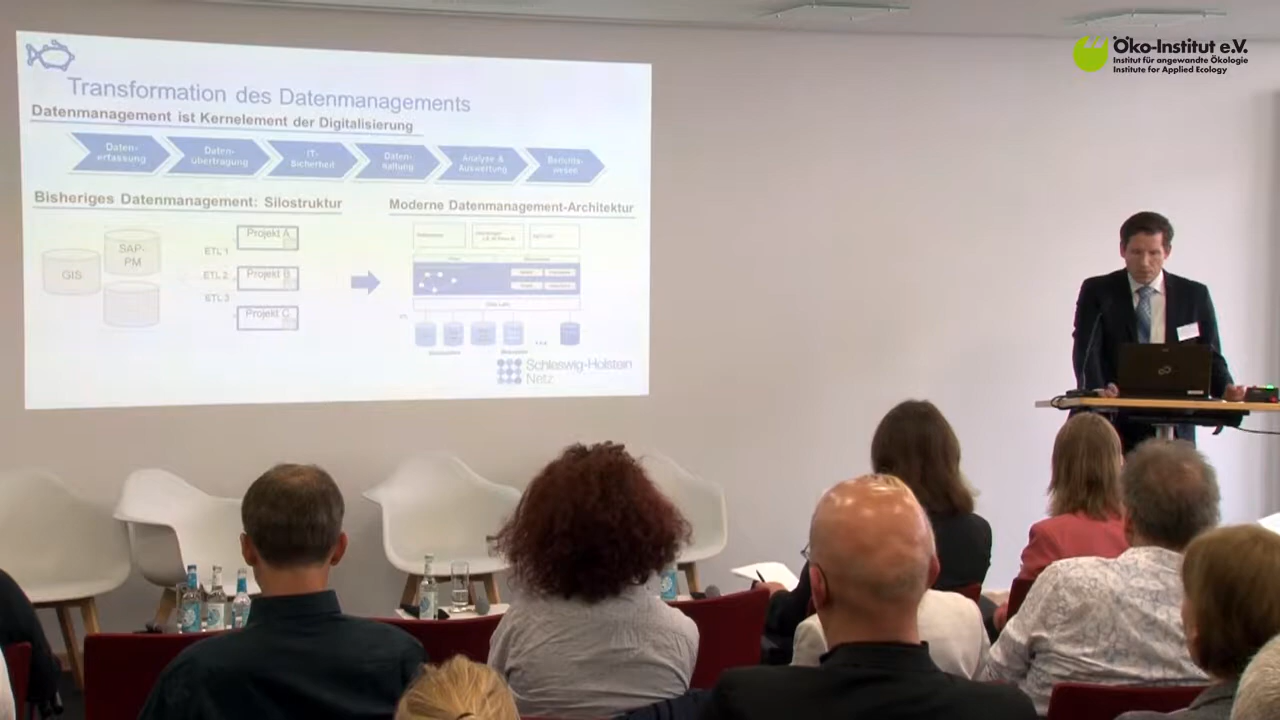 Öko-Institut e.V.
Institut für angewandte Ökologie
Institute for Applied Ecology
Transformation des Datenmanagements
Datenmanagement ist Kernelement der Digitalisierung
Daten-
erfassung
Daten-
übertragung
IT-
Sicherheit
Daten-
haltung
Analyse &
Auswertung
Berichts-
wesen
Bisheriges Datenmanagement: Silostruktur
Moderne Datenmanagement-Architektur
GIS
SAP-
PM
ETL 1
ETL 2
ETL 3
Projekt A
Projekt B
Projekt C
Schleswig-Holstein
Netz